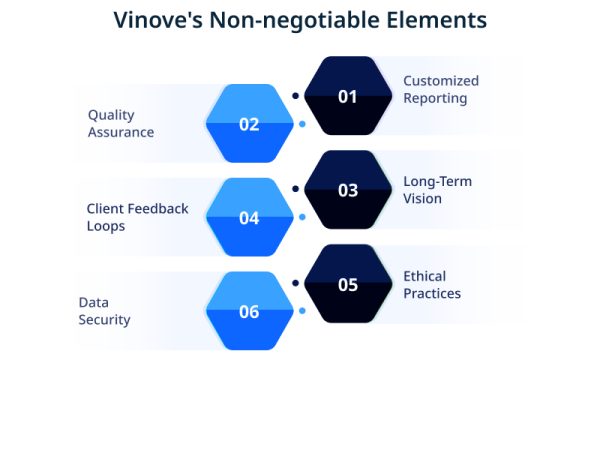 Vinove's Non-negotiable Elements
01
Customized
Reporting
02
Quality
Assurance
03
Long-Term
Vision
04
Client Feedback
Loops
05
Ethical
Practices
06
Data
Security